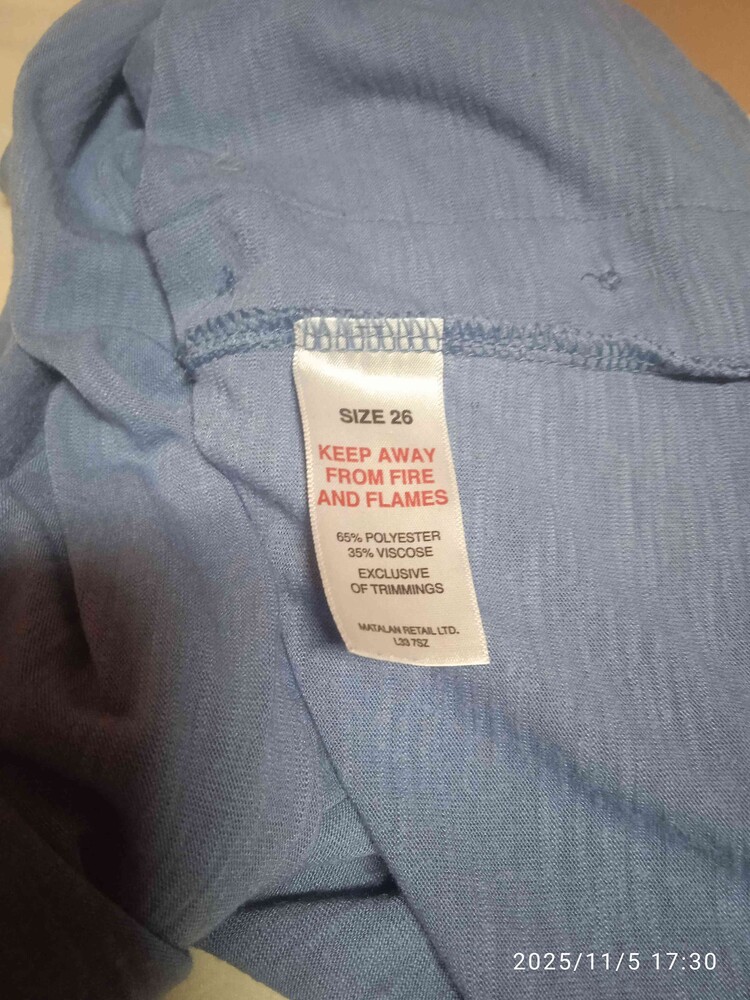 SIZE 26
KEEP AWAY
FROM FIRE
AND FLAMES
65% POLYESTER
35% VISCOSE
EXCLUSIVE
OF TRIMMINGS
MATALAN RETAIL LTD.
L33 7SZ
2025/11/5 17:30